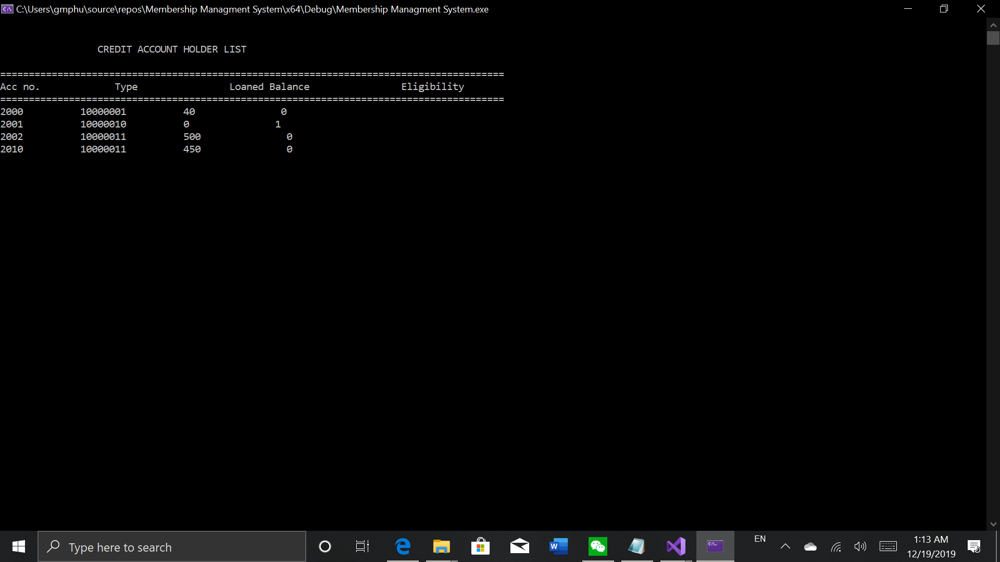 C:\Users\gmphu\source\repos\Membership Managment System\x64\Debug\Membership Managment System.exe
CREDIT ACCOUNT HOLDER LIST
========================================================================================
Acc no. Type Loaned Balance Eligibility
========================================================================================
2000 10000001 40 0
2001 10000010 0 1
2002 10000011 500 0
2010 10000011 450 0
Type here to search
EN
1:13 AM
12/19/2019